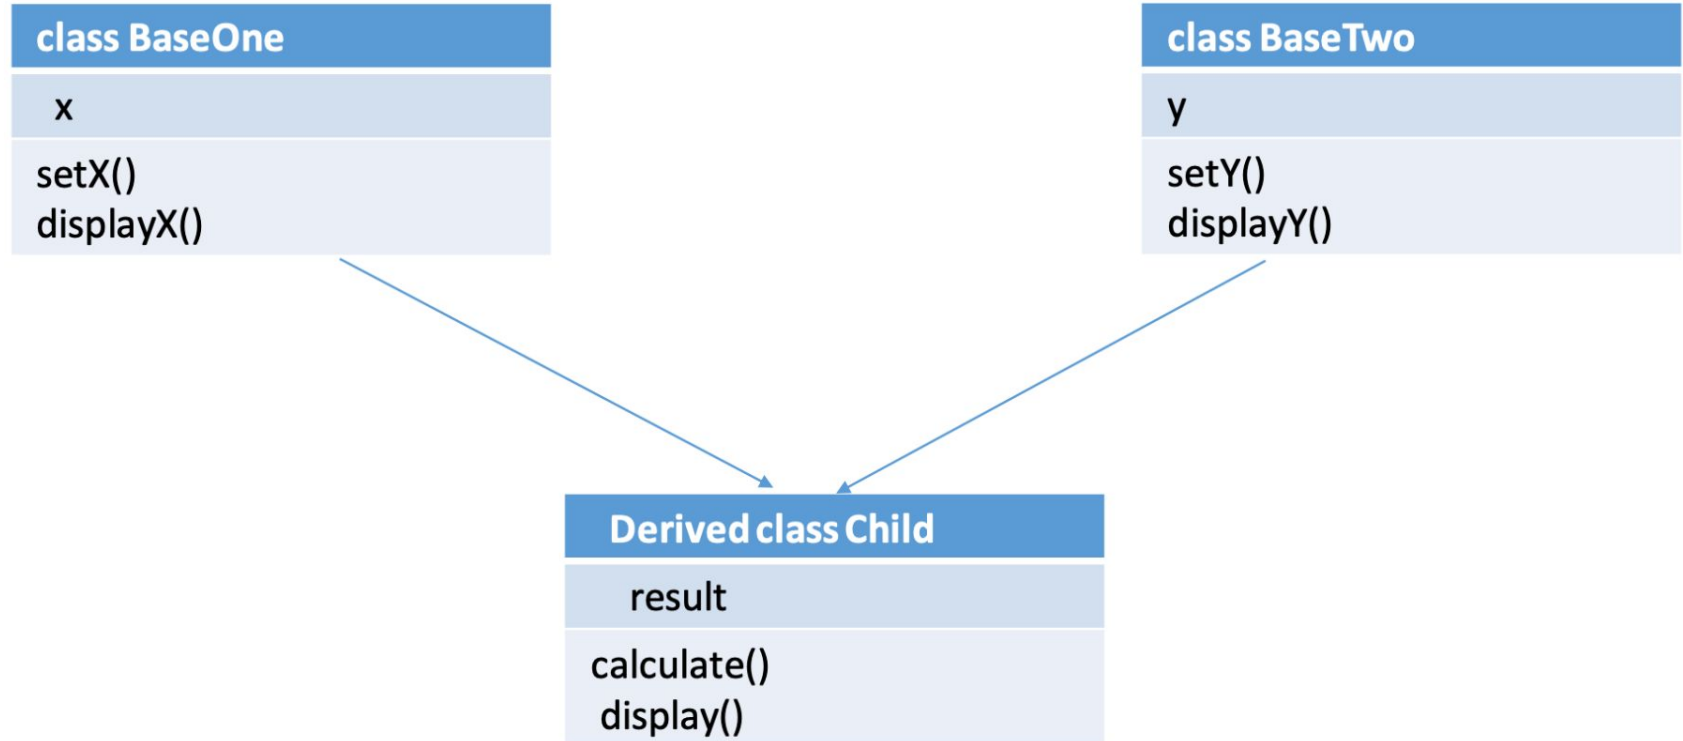 class BaseOne
x
setX()
displayX()
class BaseTwo
y
setY()
displayY()
Derived class Child
result
calculate()
display()